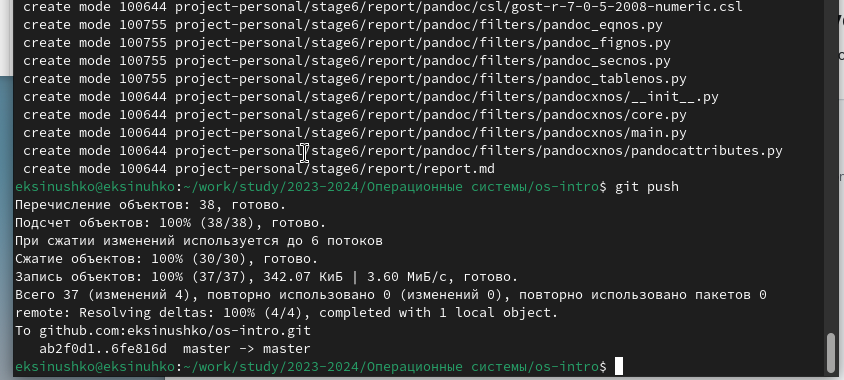 create mode 100644 project-personal/stage6/report/pandoc/csl/gost-r-7-0-5-2008-numeric.csl
create mode 100755 project-personal/stage6/report/pandoc/filters/pandoc_eqnos.py
create mode 100755 project-personal/stage6/report/pandoc/filters/pandoc_fignos.py
create mode 100755 project-personal/stage6/report/pandoc/filters/pandoc_secnos.py
create mode 100755 project-personal/stage6/report/pandoc/filters/pandoc_tablenos.py
create mode 100644 project-personal/stage6/report/pandoc/filters/pandocxnos/__init__.py
create mode 100644 project-personal/stage6/report/pandoc/filters/pandocxnos/core.py
create mode 100644 project-personal/stage6/report/pandoc/filters/pandocxnos/main.py
create mode 100644 project-personal/stage6/report/pandoc/filters/pandocxnos/pandocattributes.py
create mode 100644 project-personal/stage6/report/report.md
eksinushko@eksinuhko:~/work/study/2023-2024/Операционные системы/os-intro$ git push
Перечисление объектов: 38, готово.
Подсчет объектов: 100% (38/38), готово.
При сжатии изменений используется до 6 потоков
Сжатие объектов: 100% (30/30), готово.
Запись объектов: 100% (37/37), 342.07 КиБ | 3.60 МиБ/с, готово.
Всего 37 (изменений 4), повторно использовано 0 (изменений 0), повторно использовано пакетов 0
remote: Resolving deltas: 100% (4/4), completed with 1 local object.
To github.com:eksinushko/os-intro.git
ab2f0d1..6fe816d master -> master
eksinushko@eksinuhko:~/work/study/2023-2024/Операционные системы/os-intro$